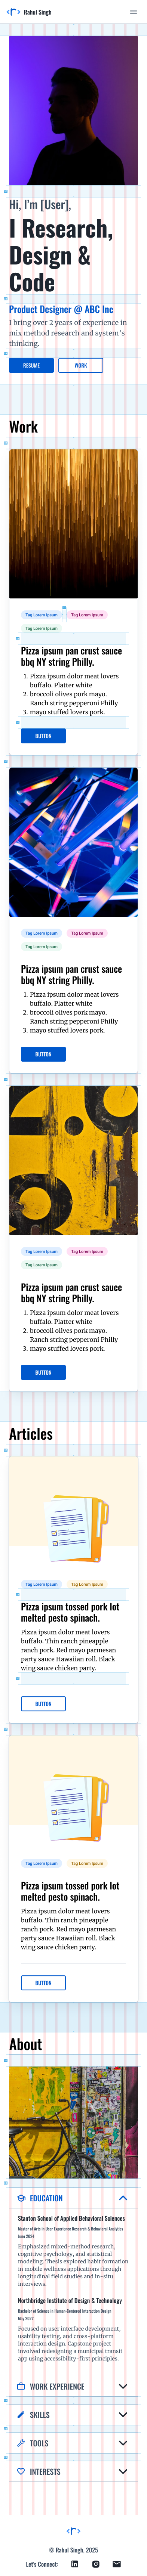 <r> Rahul Singh
Hi, I'm [User],
I Research,
Design &
Code
Product Designer @ ABC Inc
I bring over 2 years of experience in
mix method research and system's
thinking.
RESUME WORK
Work
Tag Lorem Ipsum Tag Lorem Ipsum
Tag Lorem Ipsum
Pizza ipsum pan crust sauce
bbq NY string Philly.
1. Pizza ipsum dolor meat lovers
buffalo. Platter white
2. broccoli olives pork mayo.
Ranch string pepperoni Philly
3. mayo stuffed lovers pork.
BUTTON
Tag Lorem Ipsum Tag Lorem Ipsum
Tag Lorem Ipsum
Pizza ipsum pan crust sauce
bbq NY string Philly.
1. Pizza ipsum dolor meat lovers
buffalo. Platter white
2. broccoli olives pork mayo.
Ranch string pepperoni Philly
3. mayo stuffed lovers pork.
BUTTON
Tag Lorem Ipsum Tag Lorem Ipsum
Tag Lorem Ipsum
Pizza ipsum pan crust sauce
bbq NY string Philly.
1. Pizza ipsum dolor meat lovers
buffalo. Platter white
2. broccoli olives pork mayo.
Ranch string pepperoni Philly
3. mayo stuffed lovers pork.
BUTTON
Articles
Tag Lorem Ipsum Tag Lorem Ipsum
Pizza ipsum tossed pork lot
melted pesto spinach.
Pizza ipsum dolor meat lovers
buffalo. Thin ranch pineapple
ranch pork. Red mayo parmesan
party sauce Hawaiian roll. Black
wing sauce chicken party.
BUTTON
Tag Lorem Ipsum Tag Lorem Ipsum
Pizza ipsum tossed pork lot
melted pesto spinach.
Pizza ipsum dolor meat lovers
buffalo. Thin ranch pineapple
ranch pork. Red mayo parmesan
party sauce Hawaiian roll. Black
wing sauce chicken party.
BUTTON
About
EDUCATION
Stanton School of Applied Behavioral Sciences
Master of Arts in User Experience Research & Behavioral Analytics
June 2024
Emphasized mixed-method research,
cognitive psychology, and statistical
modeling. Thesis explored habit formation
in mobile wellness applications through
longitudinal field studies and in-situ
interviews.
Northbridge Institute of Design & Technology
Bachelor of Science in Human-Centered Interaction Design
May 2022
Focused on user interface development,
usability testing, and cross-platform
interaction design. Capstone project
involved redesigning a municipal transit
app using accessibility-first principles.
WORK EXPERIENCE
SKILLS
TOOLS
INTERESTS
<r>
© Rahul Singh, 2025
Let's Connect: